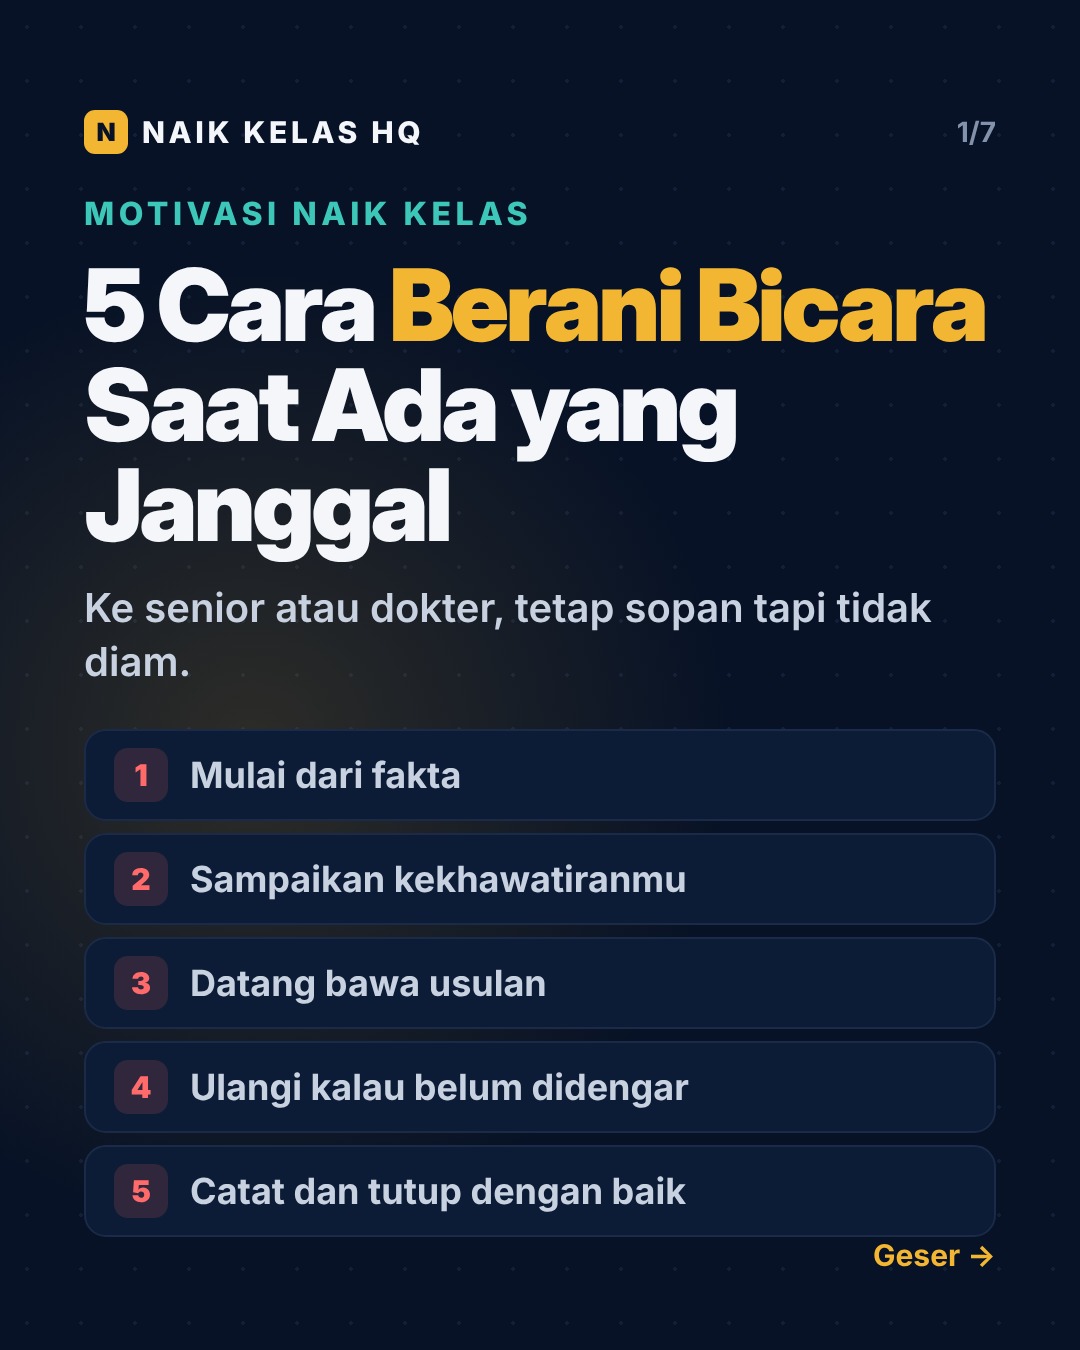 N NAIK KELAS HQ
1/7
MOTIVASI NAIK KELAS
5 Cara Berani Bicara
Saat Ada yang
Janggal
Ke senior atau dokter, tetap sopan tapi tidak
diam.
1 Mulai dari fakta
2 Sampaikan kekhawatiranmu
3 Datang bawa usulan
4 Ulangi kalau belum didengar
5 Catat dan tutup dengan baik
Geser →